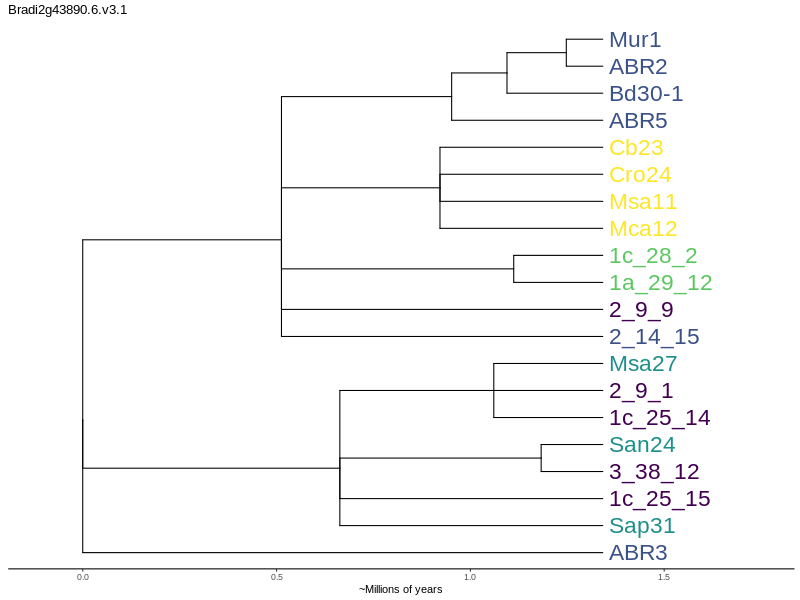 Bradi2g43890.6.v3.1
Mur1
ABR2
Bd30-1
ABR5
Cb23
Cro24
Msa11
Mca12
1c_28_2
1a_29_12
2_9_9
2_14_15
Msa27
2_9_1
1c_25_14
San24
3_38_12
1c_25_15
Sap31
ABR3
0.0 0.5 1.0 1.5
~Millions of years